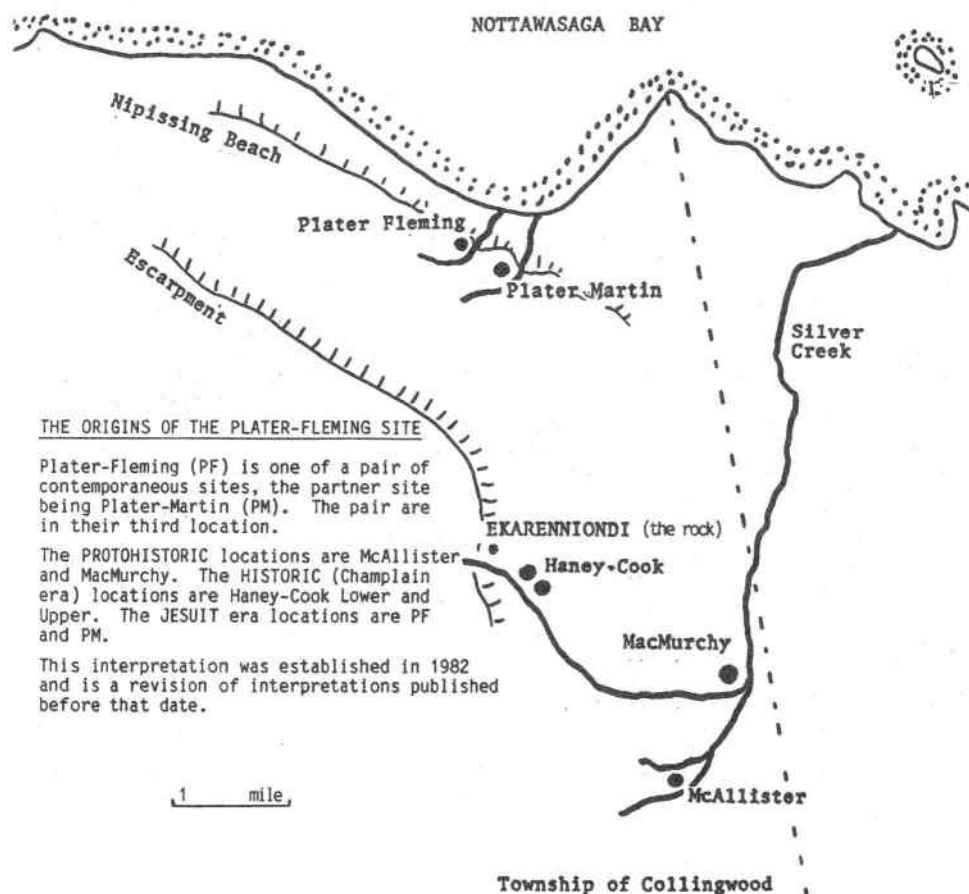 NOTTAWASAGA BAY
Nipissing Beach
Plater Fleming
Escarpment
Plater Martin
Silver
Creek
THE ORIGINS OF THE PLATER-FLEMING SITE
Plater-Fleming (PF) is one of a pair of
contemporaneous sites, the partner site
being Plater-Martin (PM). The pair are
in their third location.
EKARENNIONDI (the rock)
Haney-Cook
The PROTOHISTORIC locations are McAllister
and MacMurchy. The HISTORIC (Champlain
era) locations are Haney-Cook Lower and
Upper. The JESUIT era locations are PF
and PM.
MacMurchy
This interpretation was established in 1982
and is a revision of interpretations published
before that date.
1 mile
McAllister
Township of Collingwood